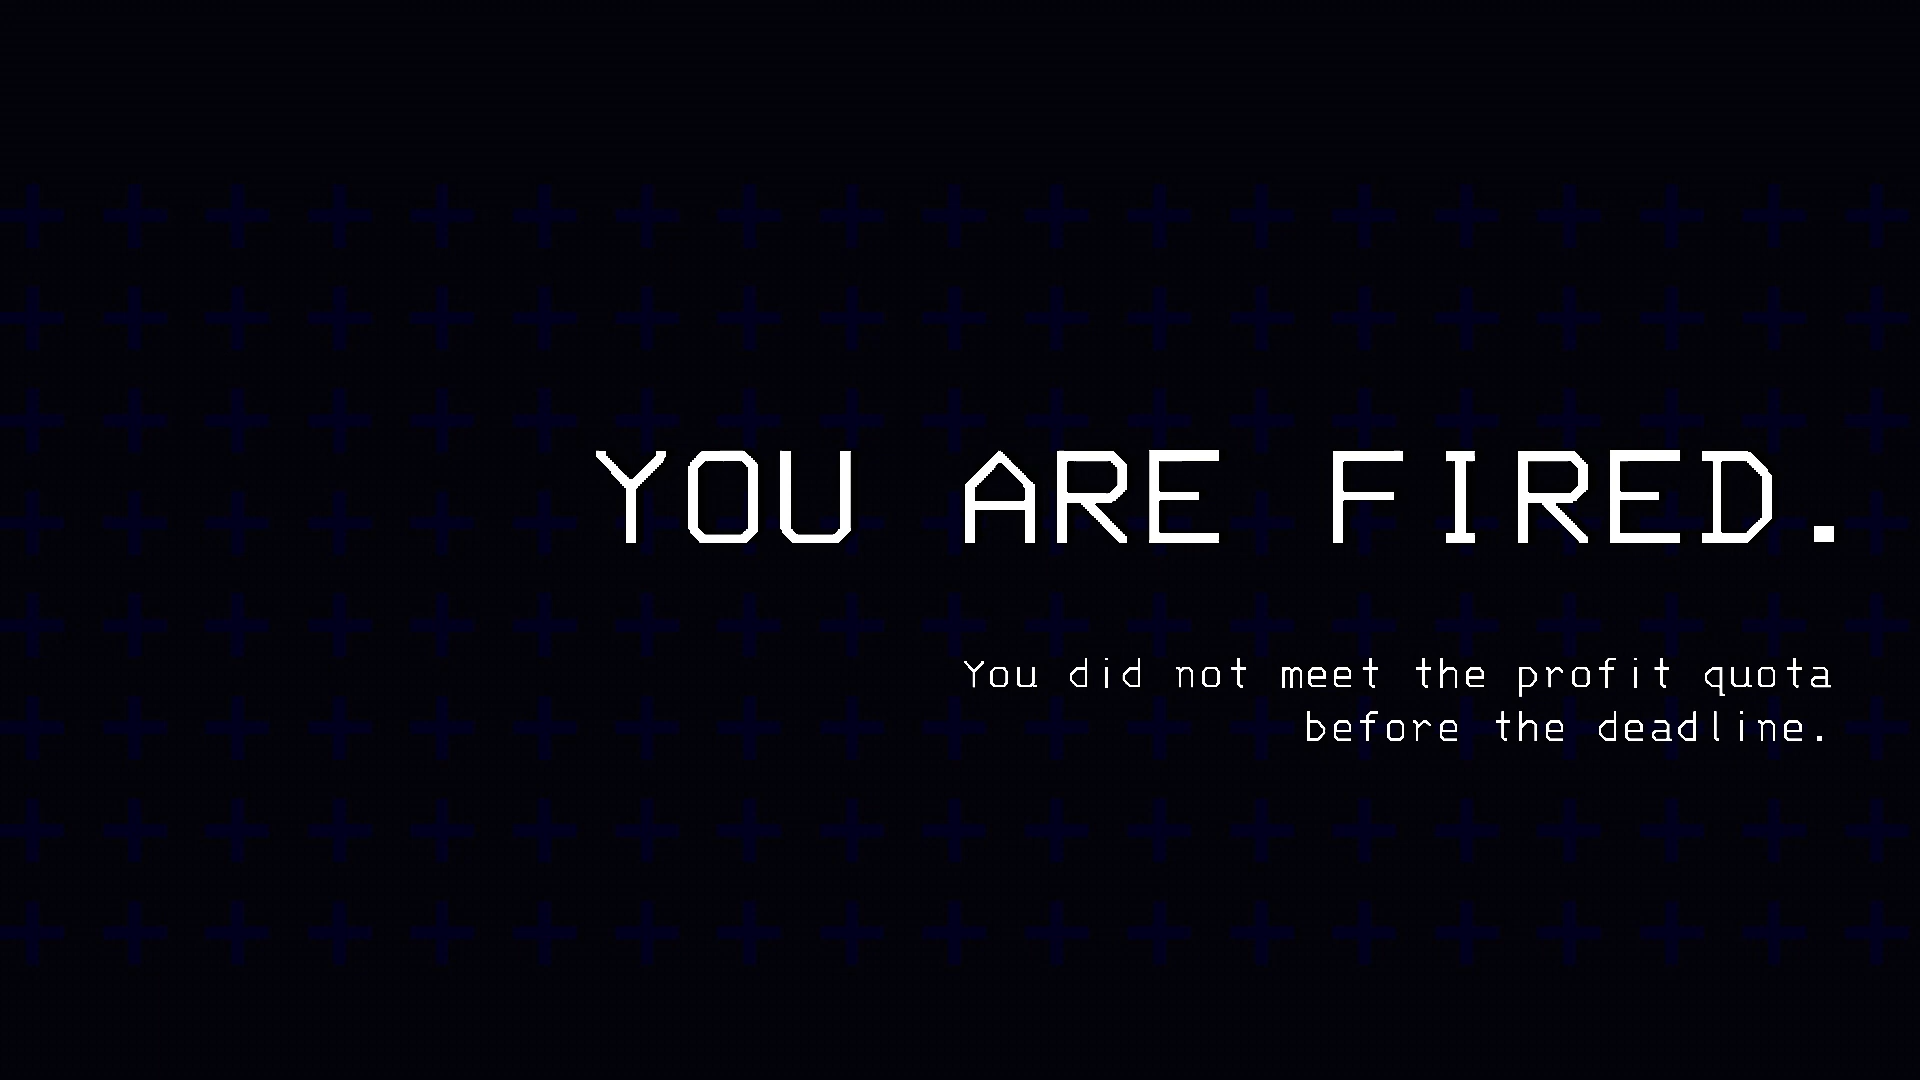 YOU ARE FIRED.
You did not meet the profit quota
before the deadline.